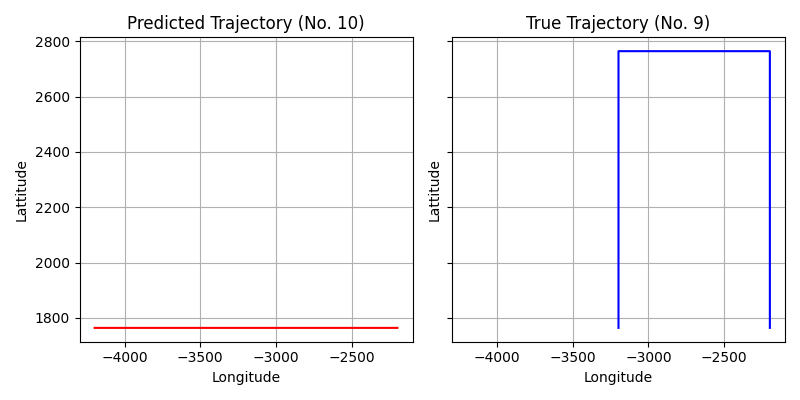 Predicted Trajectory (No. 10)
True Trajectory (No. 9)
2800
2600
2400
2200
2000
1800
Lattitude
Lattitude
−4000 −3500 −3000 −2500
−4000 −3500 −3000 −2500
Longitude
Longitude